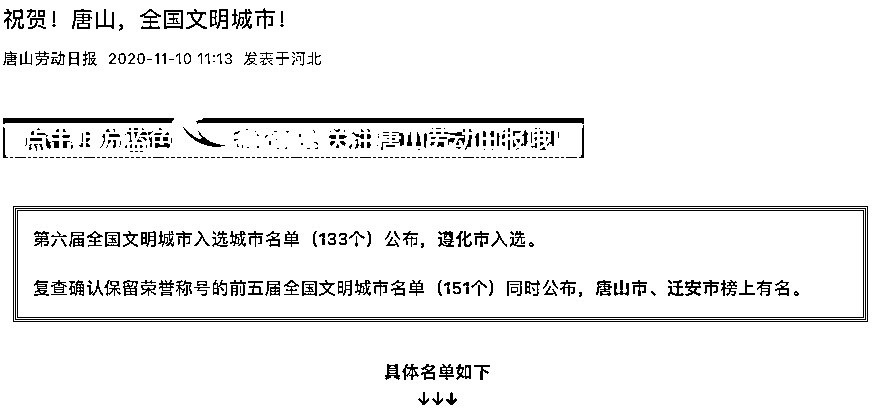 祝贺！唐山，全国文明城市！
唐山劳动日报 2020-11-10 11:13 发表于河北
点击上方蓝色 关注唐山劳动日报哦!
第六届全国文明城市入选城市名单（133个）公布，遵化市入选。
复查确认保留荣誉称号的前五届全国文明城市名单（151个）同时公布，唐山市、迁安市榜上有名。
具体名单如下
↓↓↓